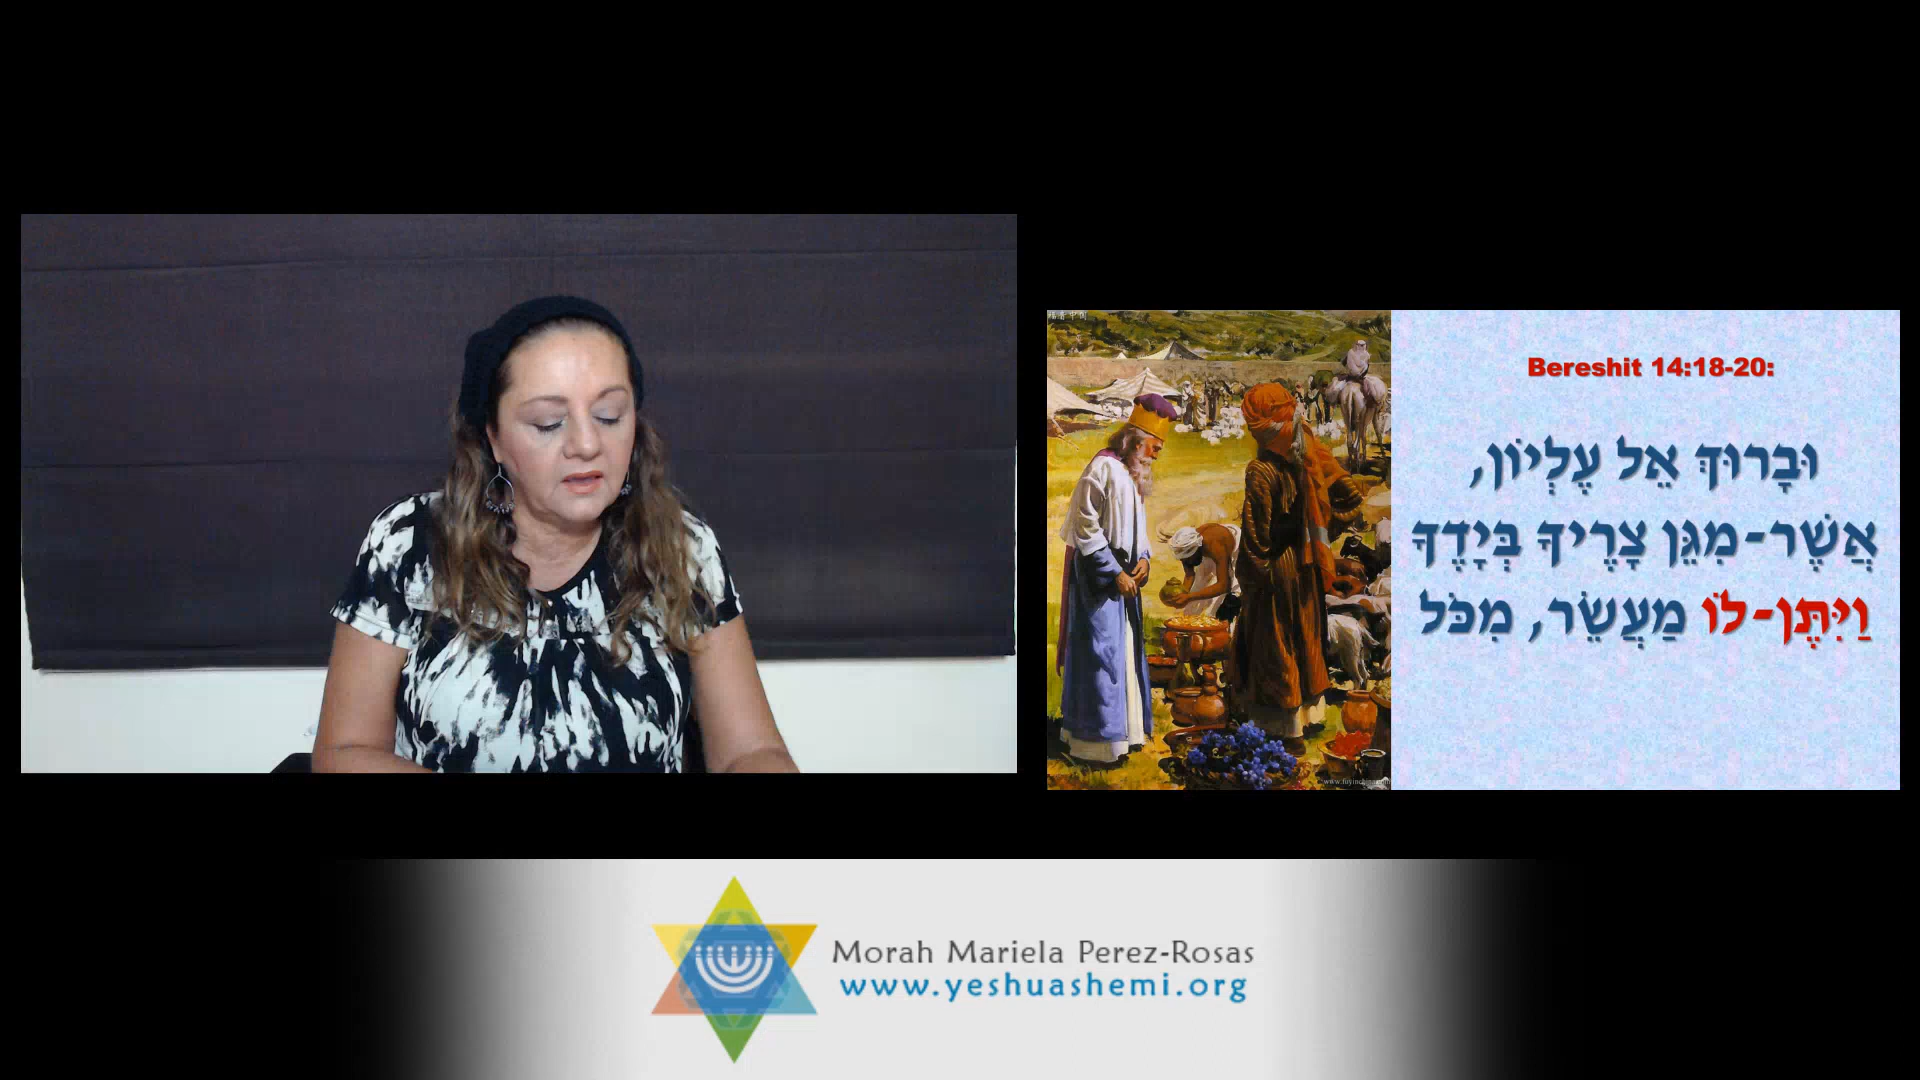 Bereshit 14:18-20:
וּבָרוּךְ אֵל עֶלְיוֹן,
אֲשֶׁר-מִגֵּן צָרֶיךָ בְּיָדֶךָ
וַיִּתֶּן-לוֹ מַעֲשֵׂר, מִכֹּל
Morah Mariela Perez-Rosas
www.yeshuashemi.org